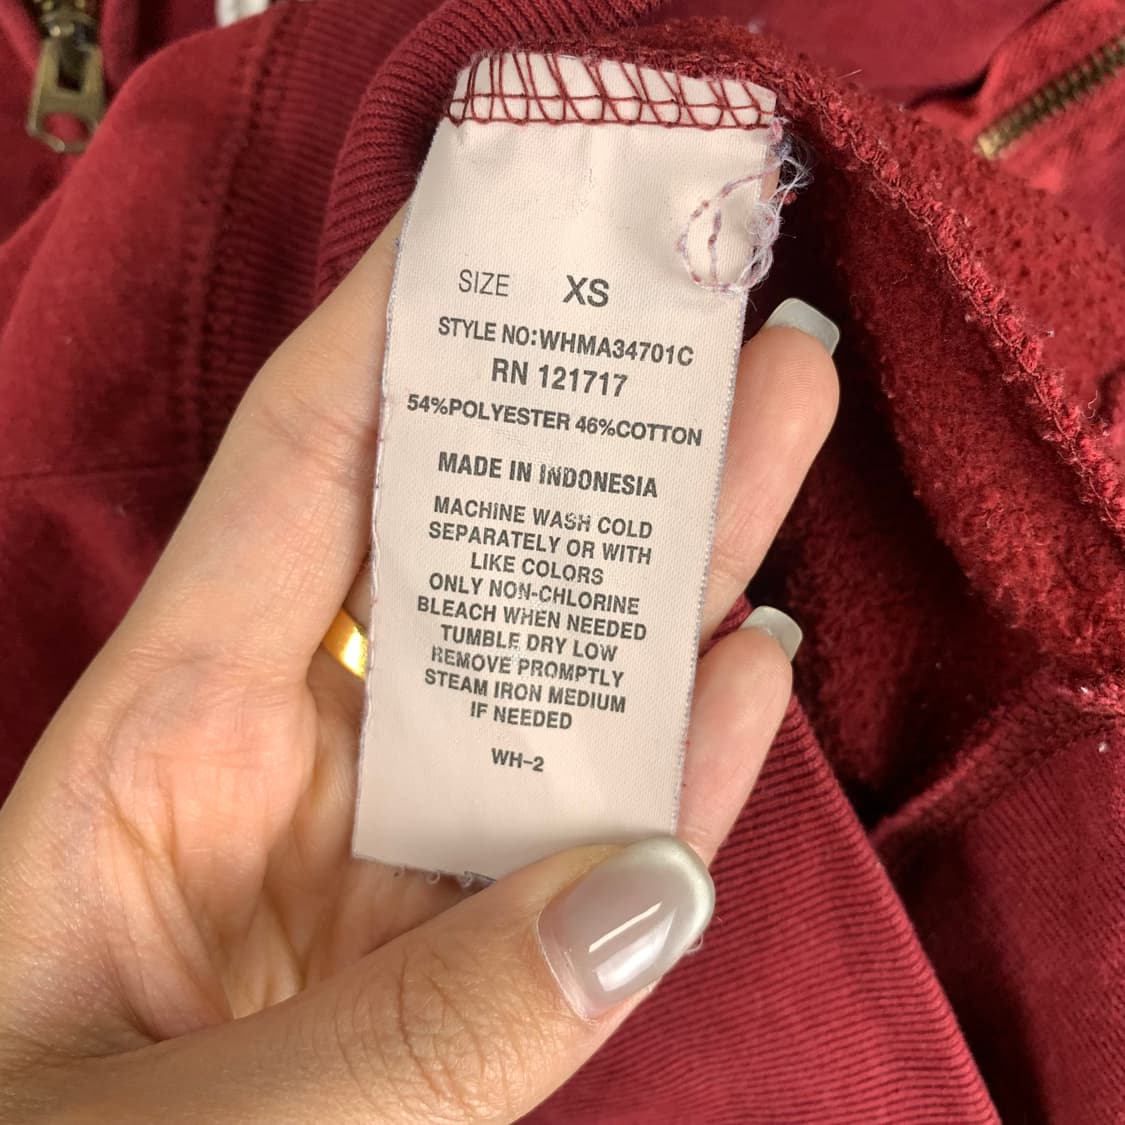 SIZE XS
STYLE NO:WHMA34701C
RN 121717
54%POLYESTER 46%COTTON
MADE IN INDONESIA
MACHINE WASH COLD
SEPARATELY OR WITH
LIKE COLORS
ONLY NON-CHLORINE
BLEACH WHEN NEEDED
TUMBLE DRY LOW
REMOVE PROMPTLY
STEAM IRON MEDIUM
IF NEEDED
WH-2